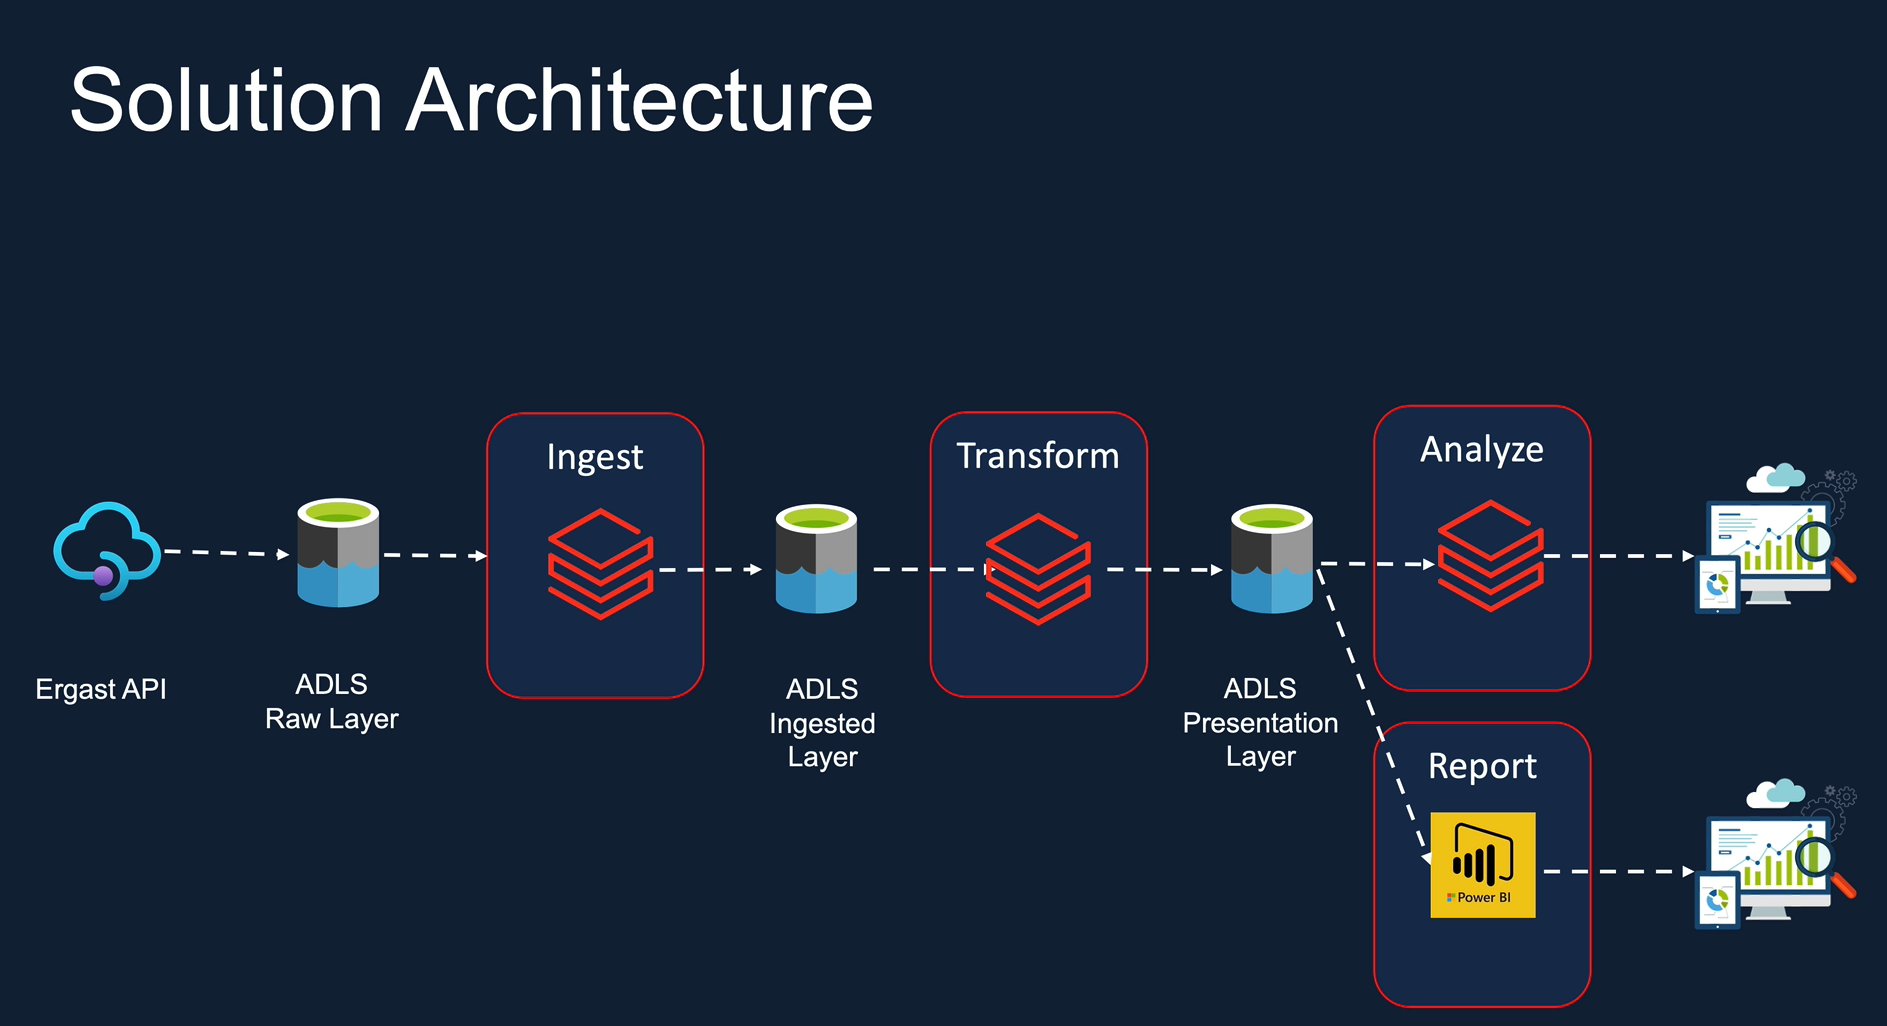 Solution Architecture
Ingest
Transform
Analyze
Ergast API
ADLS
Raw Layer
ADLS
Ingested
Layer
ADLS
Presentation
Layer
Report
Power BI